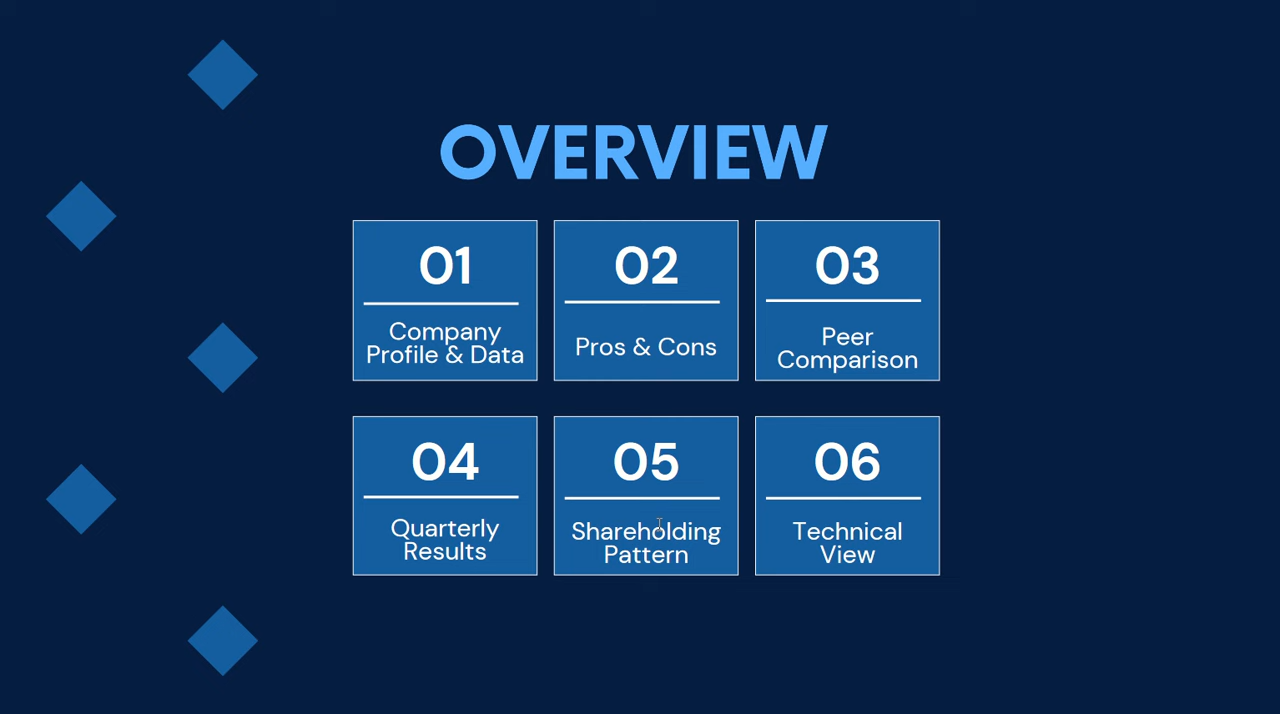 OVERVIEW
01
Company
Profile & Data
02
Pros & Cons
03
Peer
Comparison
04
Quarterly
Results
05
Shareholding
Pattern
06
Technical
View